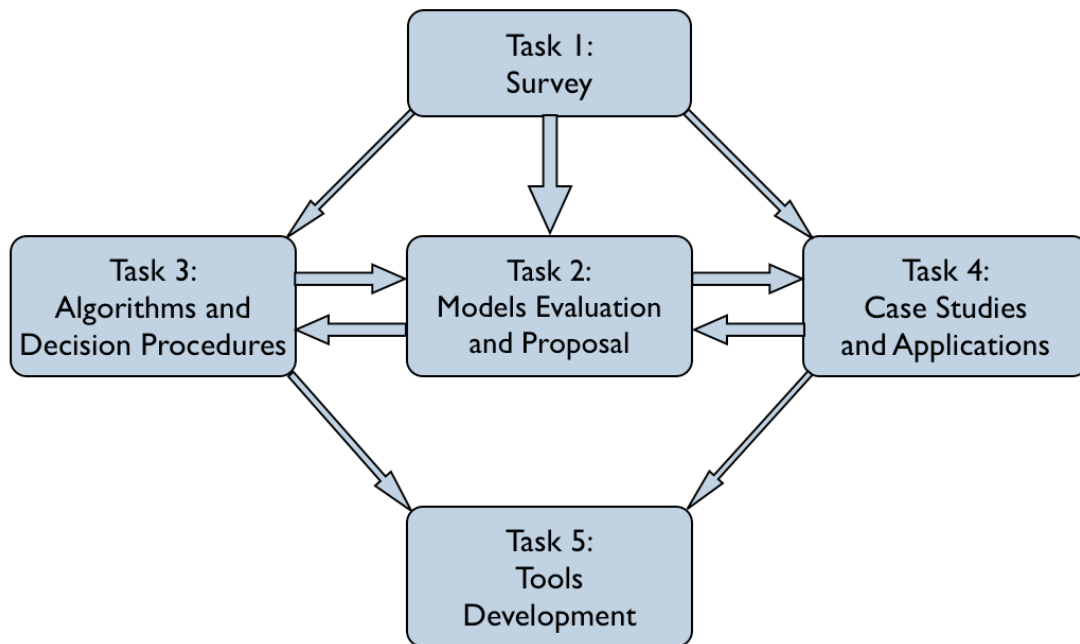 Task 1:
Survey
Task 3:
Algorithms and
Decision Procedures
Task 2:
Models Evaluation
and Proposal
Task 4:
Case Studies
and Applications
Task 5:
Tools
Development